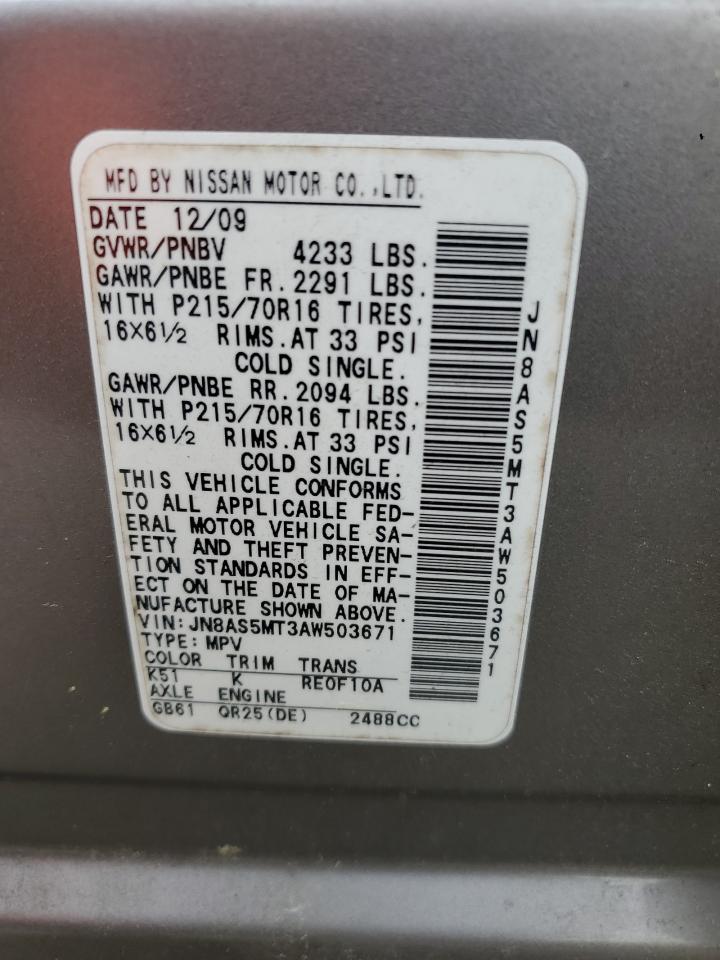 MFD BY NISSAN MOTOR CO.,LTD.
DATE 12/09
GVWR/PNBV 4233 LBS.
GAWR/PNBE FR.2291 LBS.
WITH P215/70R16 TIRES,
16X6½ RIMS.AT 33 PSI
COLD SINGLE.
GAWR/PNBE RR.2094 LBS.
WITH P215/70R16 TIRES,
16X6½ RIMS.AT 33 PSI
COLD SINGLE.
THIS VEHICLE CONFORMS
TO ALL APPLICABLE FED-
ERAL MOTOR VEHICLE SA-
FETY AND THEFT PREVEN-
TION STANDARDS IN EFF-
ECT ON THE DATE OF MA-
NUFACTURE SHOWN ABOVE.
VIN:JN8AS5MT3AW503671
TYPE:MPV
COLOR TRIM TRANS
K51 K RE0F10A
AXLE ENGINE
GB61 QR25(DE) 2488CC
JN8AS5MT3AW503671